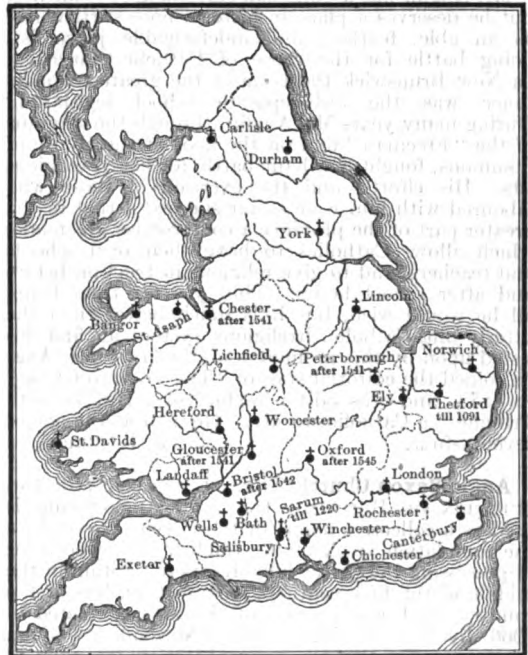 Carlisle
Durham
York
Bangor
St. Asaph
Chester
after 1541
Lincoln
Lichfield
Peterborough
after 1541
Norwich
Ely
Thetford
till 1091
Hereford
Worcester
St. Davids
Gloucester
after 1541
Oxford
after 1545
Landaff
Bristol
after 1542
London
Rochester
Canterbury
Wells
Bath
Sarum
till 1220
Salisbury
Winchester
Chichester
Exeter